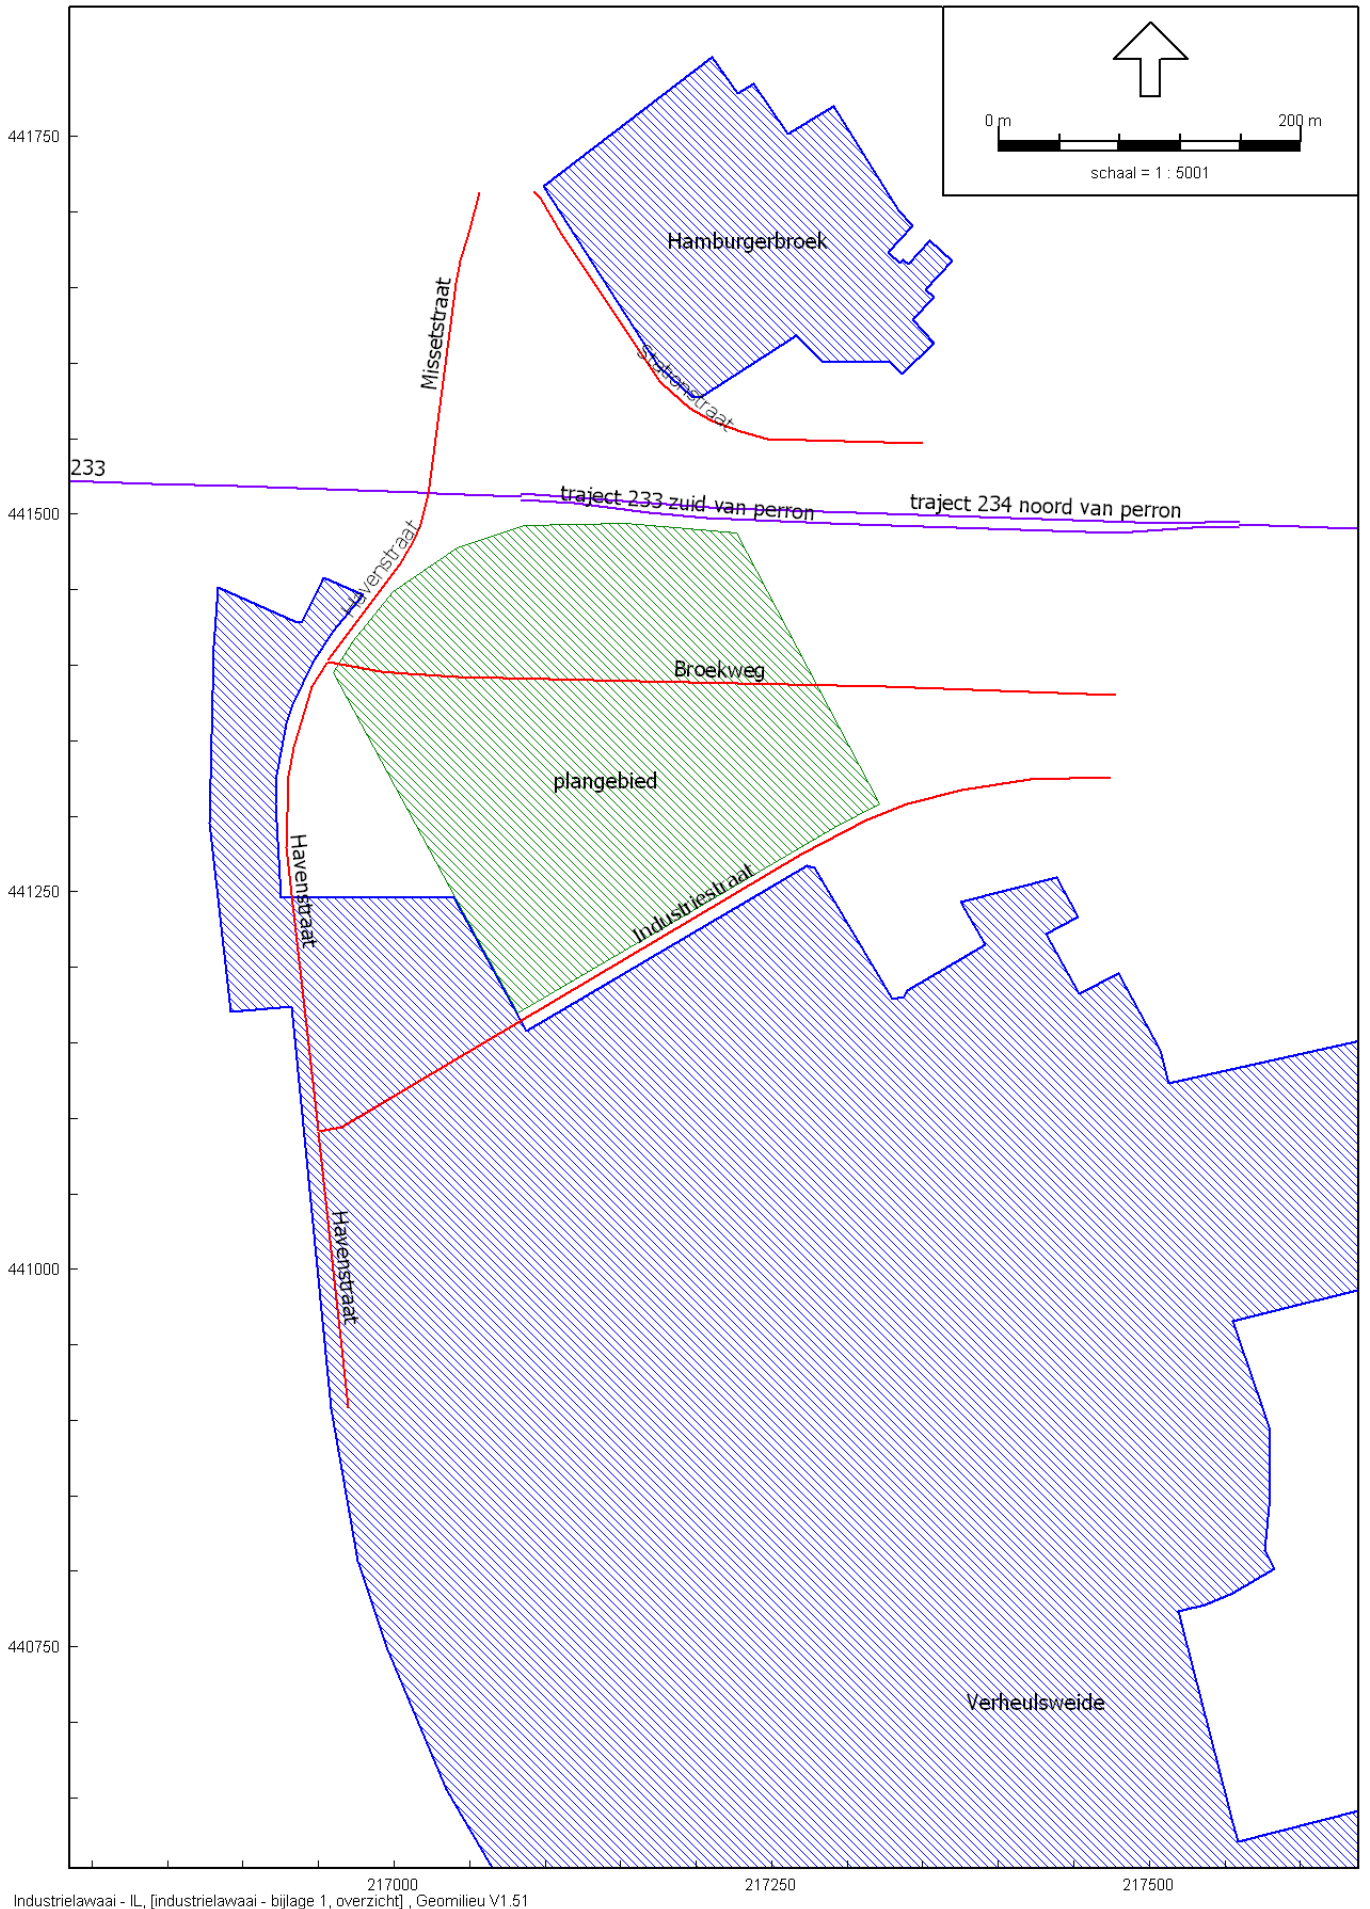 0 m 200 m
schaal = 1 : 5001
441750
Hamburgerbroek
Missetstraat
Stationstraat
233
traject 233 zuid van perron
traject 234 noord van perron
441500
Havenstraat
Broekweg
plangebied
Havenstraat
Industriestraat
441250
Havenstraat
441000
440750
Verheulsweide
217000 217250 217500
Industrielawaai - IL, [industrielawaai - bijlage 1, overzicht] , Geomilieu V1.51